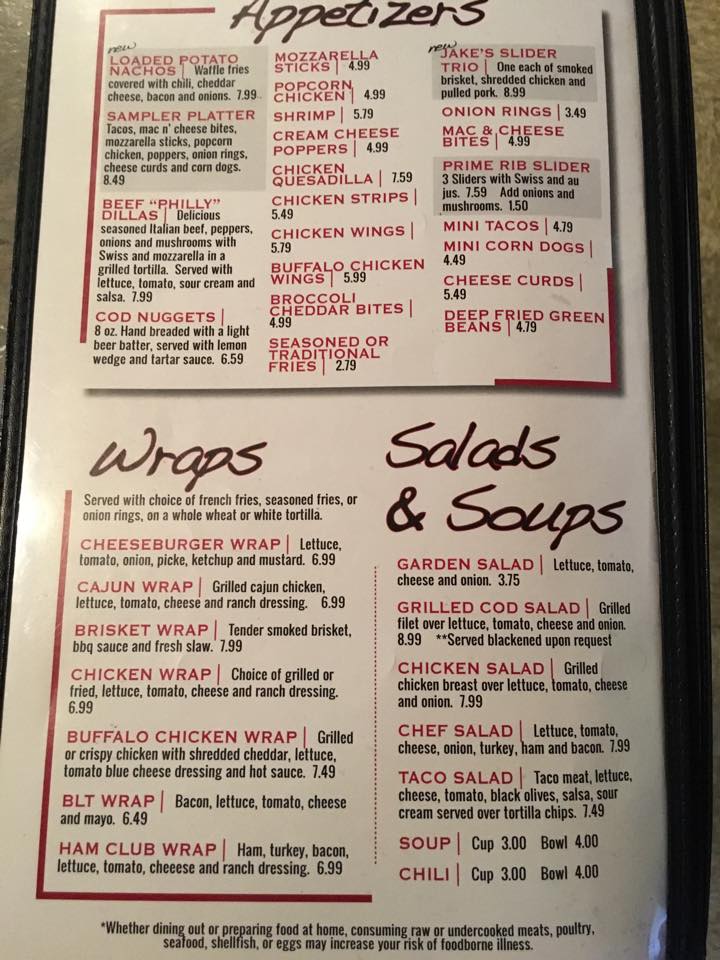 Appetizers
new
LOADED POTATO
NACHOS | Waffle fries
covered with chili, cheddar
cheese, bacon and onions. 7.99
SAMPLER PLATTER
Tacos, mac n' cheese bites,
mozzarella sticks, popcorn
chicken, poppers, onion rings,
cheese curds and corn dogs.
8.49
BEEF "PHILLY"
DILLAS | Delicious
seasoned Italian beef, peppers,
onions and mushrooms with
Swiss and mozzarella in a
grilled tortilla. Served with
lettuce, tomato, sour cream and
salsa. 7.99
COD NUGGETS |
8 oz. Hand breaded with a light
beer batter, served with lemon
wedge and tartar sauce. 6.59
MOZZARELLA
STICKS | 4.99
POPCORN
CHICKEN | 4.99
SHRIMP | 5.79
CREAM CHEESE
POPPERS | 4.99
CHICKEN
QUESADILLA | 7.59
CHICKEN STRIPS |
5.49
CHICKEN WINGS |
5.79
BUFFALO CHICKEN
WINGS | 5.99
BROCCOLI
CHEDDAR BITES |
4.99
SEASONED OR
TRADITIONAL
FRIES | 2.79
new
JAKE'S SLIDER
TRIO | One each of smoked
brisket, shredded chicken and
pulled pork. 8.99
ONION RINGS | 3.49
MAC & CHEESE
BITES | 4.99
PRIME RIB SLIDER
3 Sliders with Swiss and au
jus. 7.59 Add onions and
mushrooms. 1.50
MINI TACOS | 4.79
MINI CORN DOGS |
4.49
CHEESE CURDS |
5.49
DEEP FRIED GREEN
BEANS | 4.79
Wraps
Served with choice of french fries, seasoned fries, or
onion rings, on a whole wheat or white tortilla.
CHEESEBURGER WRAP | Lettuce,
tomato, onion, picke, ketchup and mustard. 6.99
CAJUN WRAP | Grilled cajun chicken,
lettuce, tomato, cheese and ranch dressing. 6.99
BRISKET WRAP | Tender smoked brisket,
bbq sauce and fresh slaw. 7.99
CHICKEN WRAP | Choice of grilled or
fried, lettuce, tomato, cheese and ranch dressing.
6.99
BUFFALO CHICKEN WRAP | Grilled
or crispy chicken with shredded cheddar, lettuce,
tomato blue cheese dressing and hot sauce. 7.49
BLT WRAP | Bacon, lettuce, tomato, cheese
and mayo. 6.49
HAM CLUB WRAP | Ham, turkey, bacon,
lettuce, tomato, cheeese and ranch dressing. 6.99
Salads
& Soups
GARDEN SALAD | Lettuce, tomato,
cheese and onion. 3.75
GRILLED COD SALAD | Grilled
filet over lettuce, tomato, cheese and onion.
8.99 **Served blackened upon request
CHICKEN SALAD | Grilled
chicken breast over lettuce, tomato, cheese
and onion. 7.99
CHEF SALAD | Lettuce, tomato,
cheese, onion, turkey, ham and bacon. 7.99
TACO SALAD | Taco meat, lettuce,
cheese, tomato, black olives, salsa, sour
cream served over tortilla chips. 7.49
SOUP | Cup 3.00 Bowl 4.00
CHILI | Cup 3.00 Bowl 4.00
*Whether dining out or preparing food at home, consuming raw or undercooked meats, poultry,
seafood, shellfish, or eggs may increase your risk of foodborne illness.